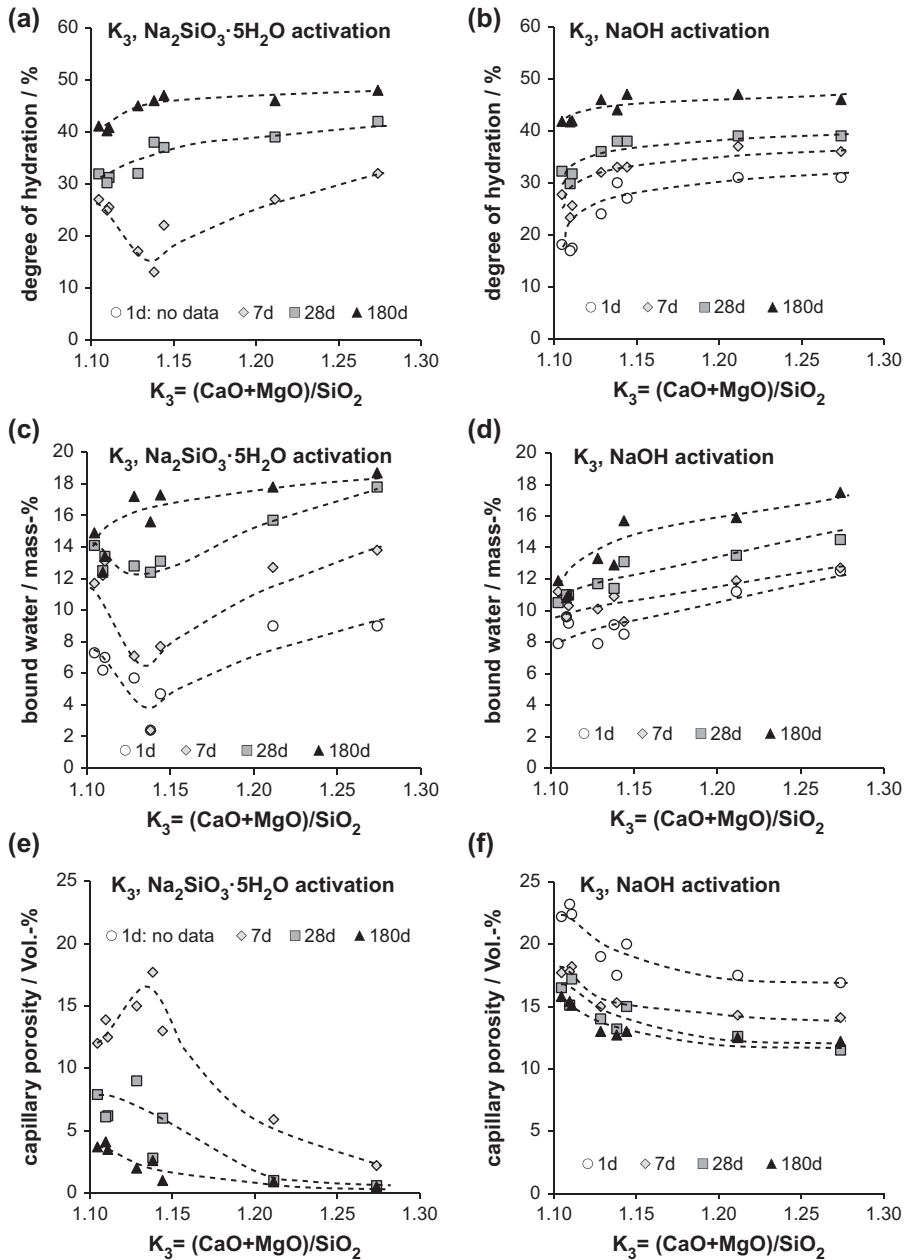 (a)
K₃, Na₂SiO₃·5H₂O activation
degree of hydration / %
60
50
40
30
20
10
0
1d: no data 7d 28d 180d
1.10 1.15 1.20 1.25 1.30
K₃= (CaO+MgO)/SiO₂
(b)
K₃, NaOH activation
degree of hydration / %
60
50
40
30
20
10
0
1d 7d 28d 180d
1.10 1.15 1.20 1.25 1.30
K₃= (CaO+MgO)/SiO₂
(c)
K₃, Na₂SiO₃·5H₂O activation
bound water / mass-%
20
18
16
14
12
10
8
6
4
2
0
1d 7d 28d 180d
1.10 1.15 1.20 1.25 1.30
K₃= (CaO+MgO)/SiO₂
(d)
K₃, NaOH activation
bound water / mass-%
20
18
16
14
12
10
8
6
4
2
0
1d 7d 28d 180d
1.10 1.15 1.20 1.25 1.30
K₃= (CaO+MgO)/SiO₂
(e)
K₃, Na₂SiO₃·5H₂O activation
capillary porosity / Vol.-%
25
20
15
10
5
0
1d: no data 7d 28d 180d
1.10 1.15 1.20 1.25 1.30
K₃= (CaO+MgO)/SiO₂
(f)
K₃, NaOH activation
capillary porosity / Vol.-%
25
20
15
10
5
0
1d 7d 28d 180d
1.10 1.15 1.20 1.25 1.30
K₃= (CaO+MgO)/SiO₂